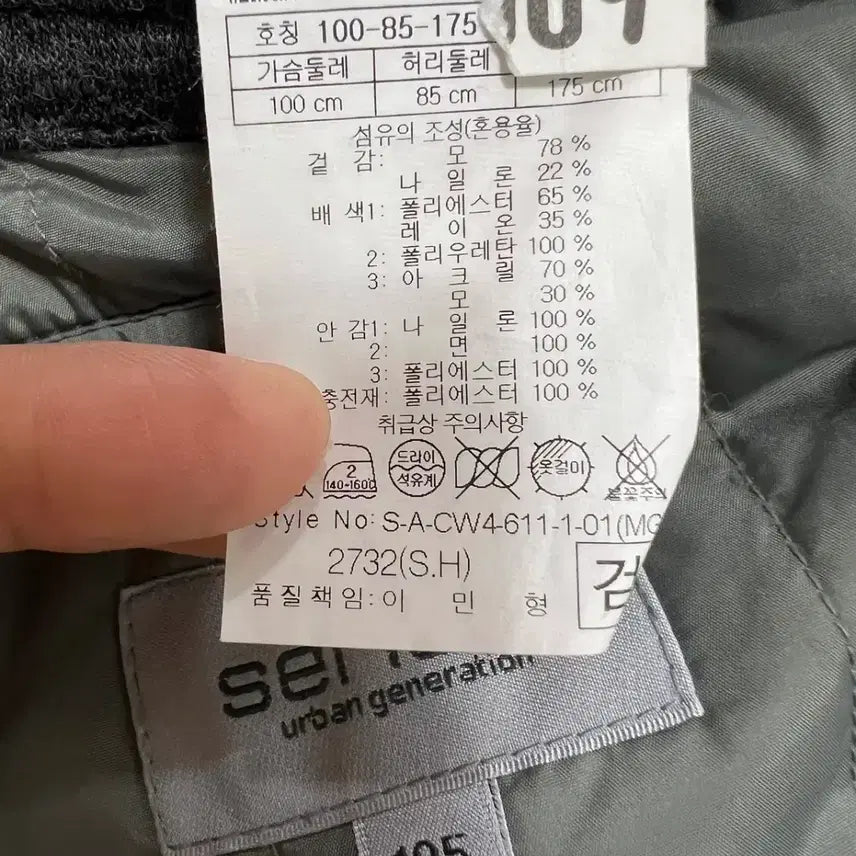 호칭 100-85-175
가슴둘레 허리둘레
100 cm 85 cm 175 cm
섬유의 조성(혼용율)
겉 감: 모 78 %
나 일 론 22 %
배 색1: 폴리에스터 65 %
레 이 온 35 %
2: 폴리우레탄 100 %
3: 아 크 릴 70 %
모 30 %
안 감1: 나 일 론 100 %
2: 면 100 %
3: 폴리에스터 100 %
충전재: 폴리에스터 100 %
취급상 주의사항
2 140-160℃ 드라이 석유계 옷걸이 불꽃주의
Style No: S-A-CW4-611-1-01(MG
2732(S.H)
품질책임: 이 민 형 검
urban generation
105